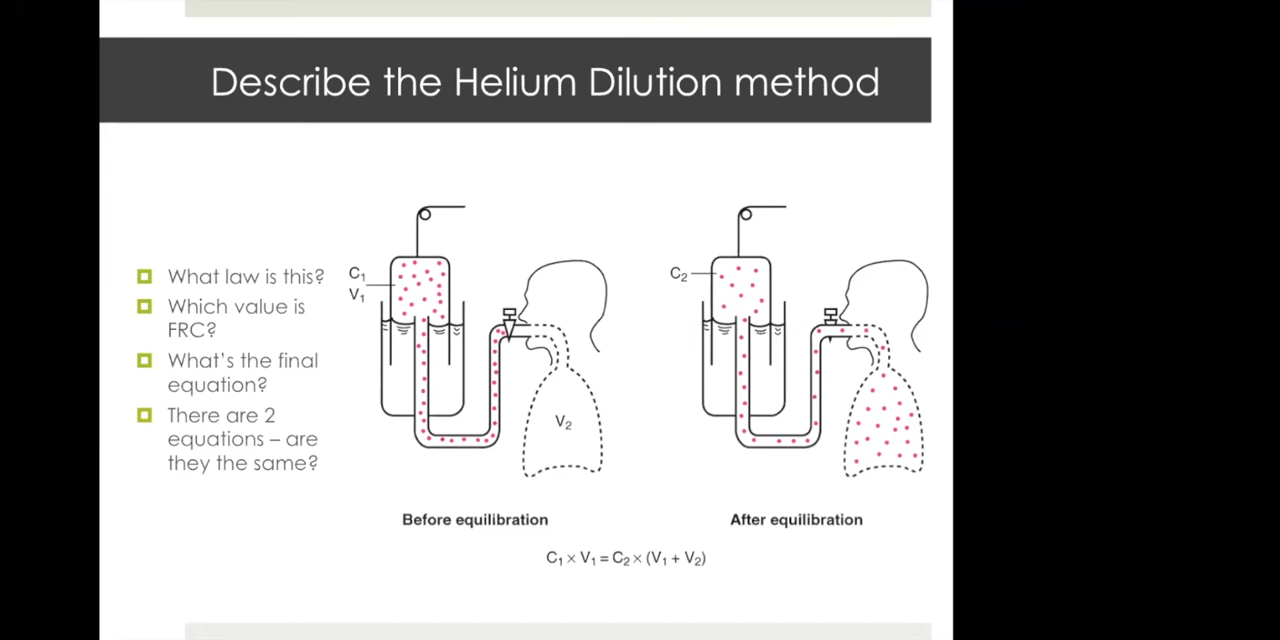 Describe the Helium Dilution method
What law is this?
Which value is
FRC?
What's the final
equation?
There are 2
equations – are
they the same?
C₁
V₁
V₂
C₂
Before equilibration
After equilibration
C₁ × V₁ = C₂ × (V₁ + V₂)